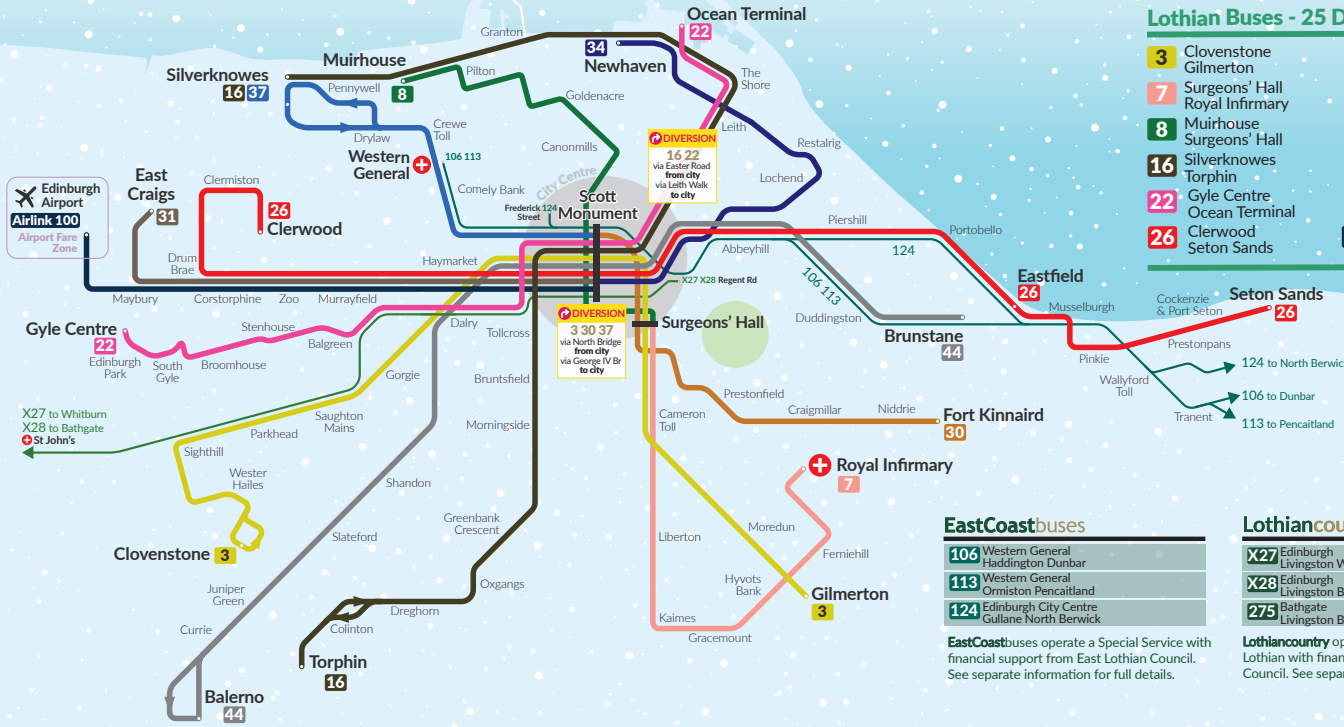 Ocean Terminal
22
Lothian Buses - 25 D
3 Clovenstone
Gilmerton
7 Surgeons' Hall
Royal Infirmary
8 Muirhouse
Surgeons' Hall
16 Silverknowes
Torphin
22 Gyle Centre
Ocean Terminal
26 Clerwood
Seton Sands
Granton
34
Newhaven
Muirhouse
8
Silverknowes
16 37
Pennywell
Pilton
Goldenacre
The
Shore
Drylaw
Crewe
Toll
Leith
Restalrig
Canonmills
Lochend
Western
General
106 113
DIVERSION
16 22
via Easter Road
from city
via Leith Walk
to city
Edinburgh
Airport
Airlink 100
Airport Fare
Zone
East
Craigs
31
Clermiston
26
Clerwood
Comely Bank
City Centre
Scott
Monument
Frederick 124
Street
Piershill
Portobello
124
Abbeyhill
Drum
Brae
Haymarket
X27 X28 Regent Rd
106 113
Eastfield
26
Musselburgh
Cockenzie
& Port Seton
Seton Sands
26
Maybury
Corstorphine
Zoo
Murrayfield
Duddingston
Brunstane
44
Prestonpans
Pinkie
Gyle Centre
22
Edinburgh
Park
South
Gyle
Broomhouse
Stenhouse
Balgreen
Dalry
Tollcross
DIVERSION
3 30 37
via North Bridge
from city
via George IV Br
to city
Surgeons' Hall
Wallyford
Toll
124 to North Berwic
106 to Dunbar
Tranent
113 to Pencaitland
Gorgie
Bruntsfield
Prestonfield
Craigmillar
Niddrie
Fort Kinnaird
30
X27 to Whitburn
X28 to Bathgate
St John's
Saughton
Mains
Parkhead
Sighthill
Morningside
Cameron
Toll
Wester
Hailes
Royal Infirmary
7
Shandon
Clovenstone 3
Slateford
Greenbank
Crescent
Liberton
Moredun
Ferniehill
Juniper
Green
Oxgangs
Hyvots
Bank
Gilmerton
3
Currie
Dreghorn
Colinton
Kaimes
Gracemount
Torphin
16
Balerno
44
EastCoastbuses
106 Western General
Haddington Dunbar
113 Western General
Ormiston Pencaitland
124 Edinburgh City Centre
Gullane North Berwick
EastCoastbuses operate a Special Service with
financial support from East Lothian Council.
See separate information for full details.
Lothiancou
X27 Edinburgh
Livingston W
X28 Edinburgh
Livingston B
275 Bathgate
Livingston B
Lothiancountry op
Lothian with finan
Council. See separa